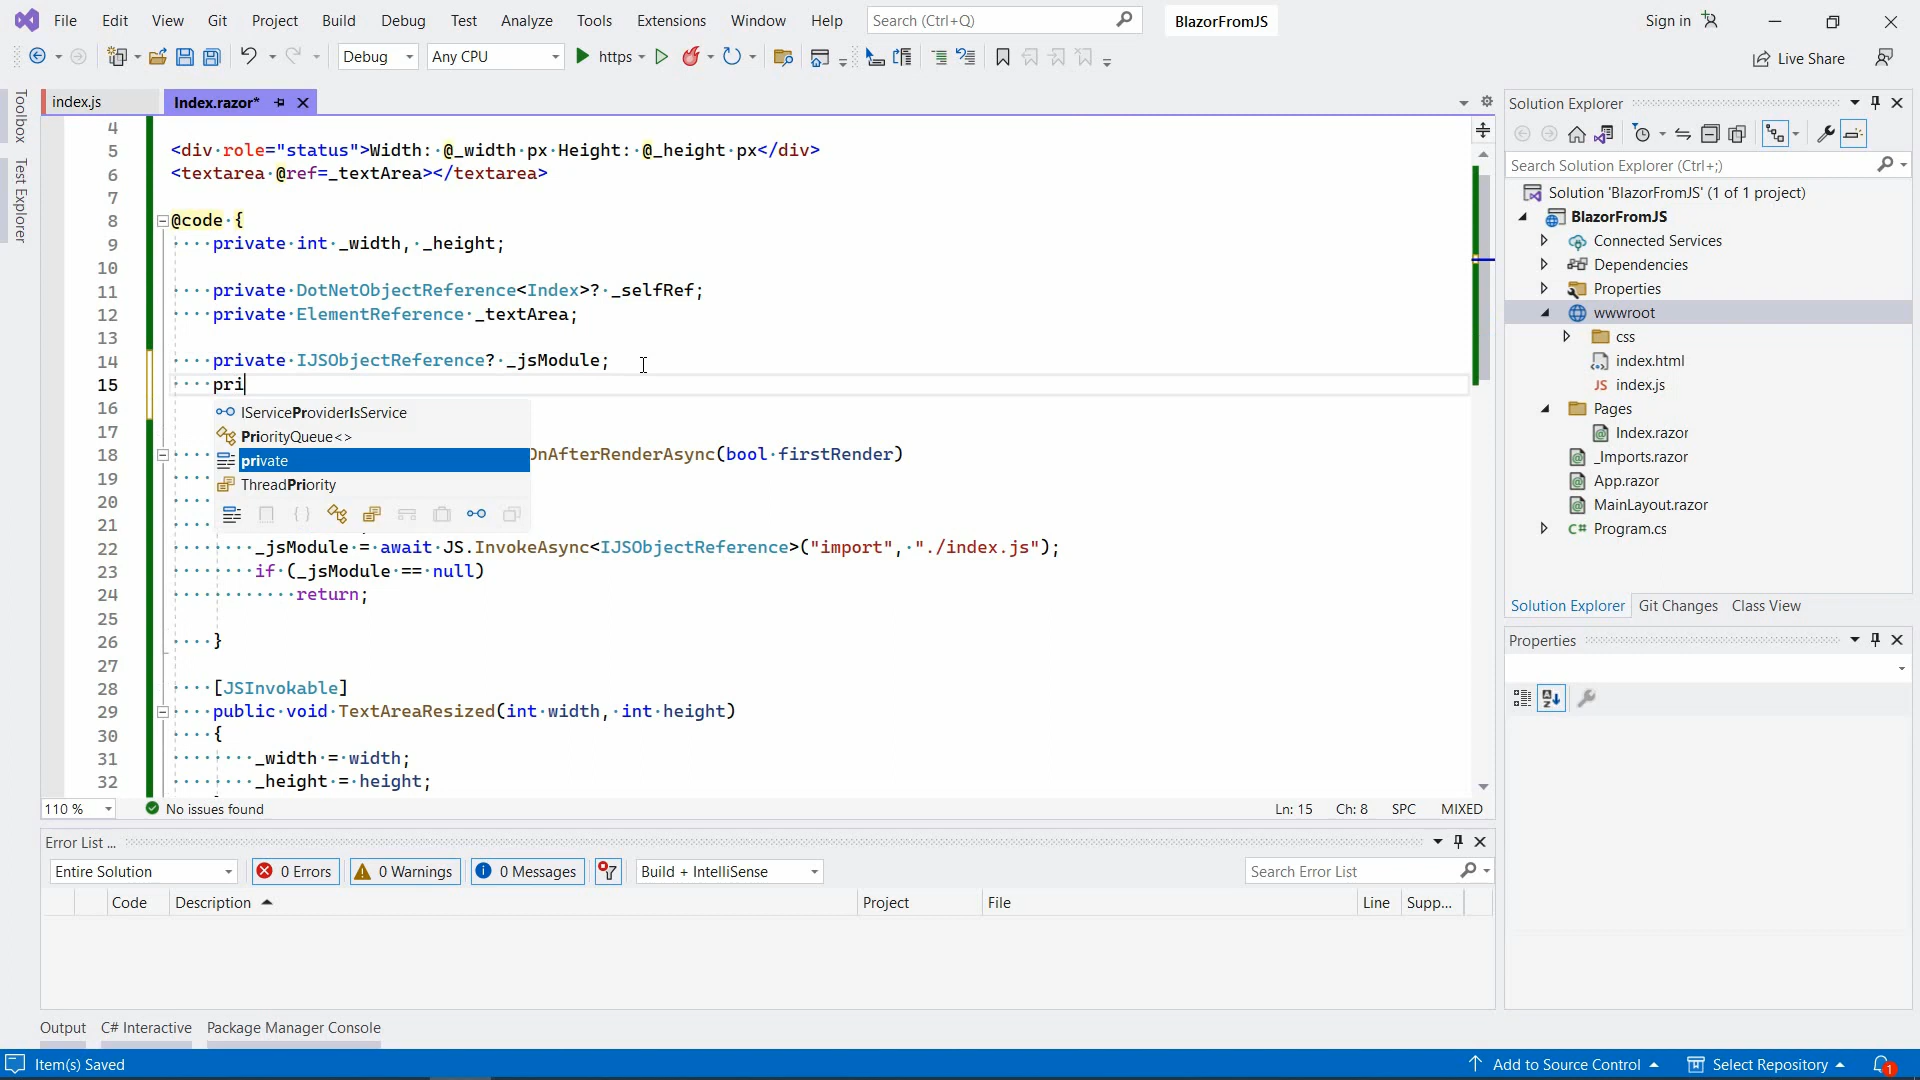 File Edit View Git Project Build Debug Test Analyze Tools Extensions Window Help Search (Ctrl+Q) BlazorFromJS Sign in
Debug Any CPU https Live Share
Toolbox
Test Explorer
index.js Index.razor*
4
5 <div role="status">Width: @_width px Height: @_height px</div>
6 <textarea @ref=_textArea></textarea>
7
8 @code {
9 private int _width, _height;
10
11 private DotNetObjectReference<Index>? _selfRef;
12 private ElementReference _textArea;
13
14 private IJSObjectReference? _jsModule;
15 pri
16 IServiceProviderIsService
17 PriorityQueue<>
private
18 OnAfterRenderAsync(bool firstRender)
19 ThreadPriority
20
21
22 _jsModule = await JS.InvokeAsync<IJSObjectReference>("import", "./index.js");
23 if (_jsModule == null)
24 return;
25
26 }
27
28 [JSInvokable]
29 public void TextAreaResized(int width, int height)
30 {
31 _width = width;
32 _height = height;
110 % No issues found Ln: 15 Ch: 8 SPC MIXED
Error List ...
Entire Solution 0 Errors 0 Warnings 0 Messages Build + IntelliSense Search Error List
Code Description Project File Line Supp...
Output C# Interactive Package Manager Console
Solution Explorer
Search Solution Explorer (Ctrl+;)
Solution 'BlazorFromJS' (1 of 1 project)
BlazorFromJS
Connected Services
Dependencies
Properties
wwwroot
css
index.html
JS index.js
Pages
Index.razor
_Imports.razor
App.razor
MainLayout.razor
C# Program.cs
Solution Explorer Git Changes Class View
Properties
Item(s) Saved Add to Source Control Select Repository 1